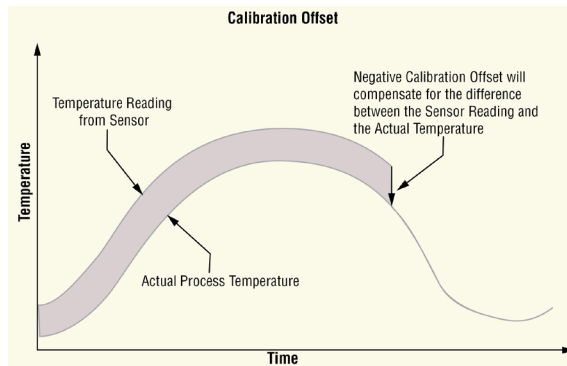 Calibration Offset
Temperature Reading
from Sensor
Negative Calibration Offset will
compensate for the difference
between the Sensor Reading and
the Actual Temperature
Temperature
Actual Process Temperature
Time